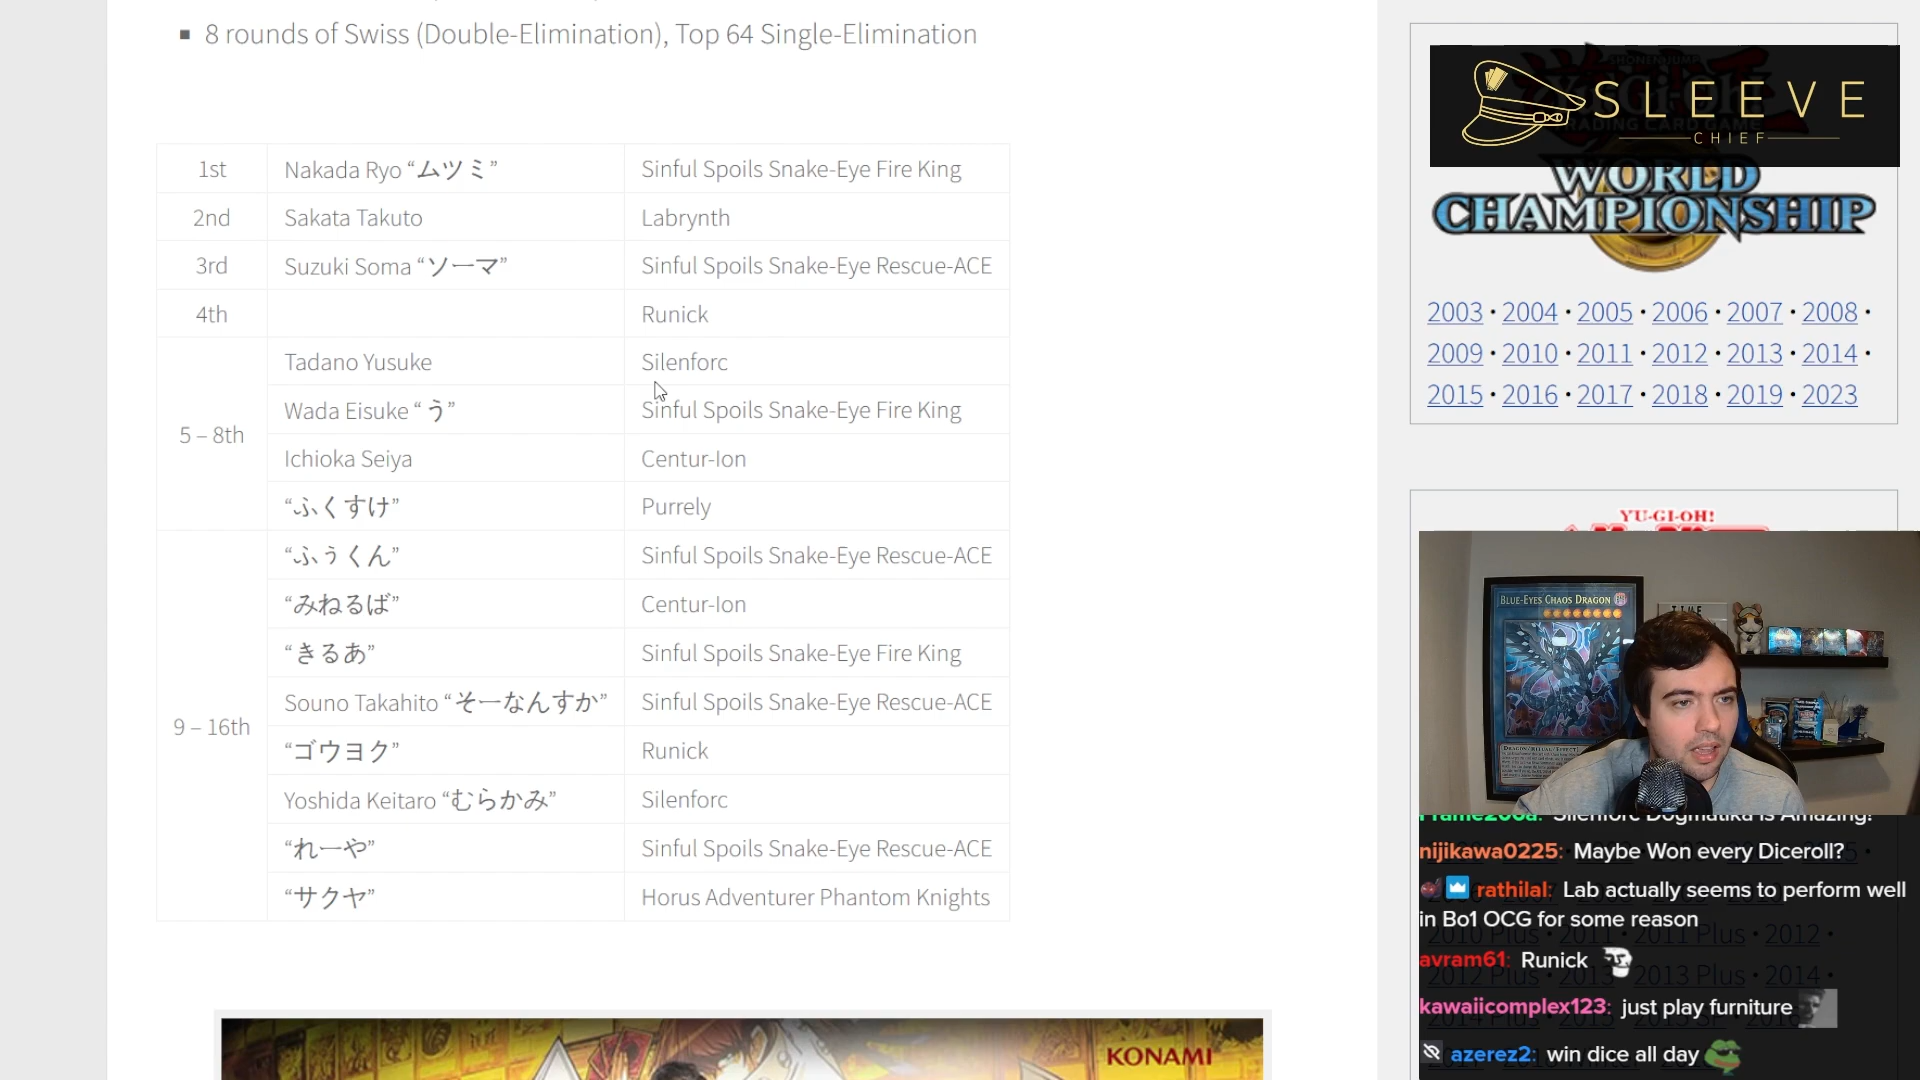 8 rounds of Swiss (Double-Elimination), Top 64 Single-Elimination
1st Nakada Ryo “ムツミ” Sinful Spoils Snake-Eye Fire King
2nd Sakata Takuto Labrynth
3rd Suzuki Soma “ソーマ” Sinful Spoils Snake-Eye Rescue-ACE
4th Runick
5 – 8th
Tadano Yusuke Silenforc
Wada Eisuke “う” Sinful Spoils Snake-Eye Fire King
Ichioka Seiya Centur-Ion
“ふくすけ” Purrely
9 – 16th
“ふぅくん” Sinful Spoils Snake-Eye Rescue-ACE
“みねるば” Centur-Ion
“きるあ” Sinful Spoils Snake-Eye Fire King
Souno Takahito “そーなんすか” Sinful Spoils Snake-Eye Rescue-ACE
“ゴウヨク” Runick
Yoshida Keitaro “むらかみ” Silenforc
“れーや” Sinful Spoils Snake-Eye Rescue-ACE
“サクヤ” Horus Adventurer Phantom Knights
KONAMI
SLEEVE
CHIEF
WORLD
CHAMPIONSHIP
2003 • 2004 • 2005 • 2006 • 2007 • 2008 •
2009 • 2010 • 2011 • 2012 • 2013 • 2014 •
2015 • 2016 • 2017 • 2018 • 2019 • 2023
YU-GI-OH!
BLUE-EYES CHAOS DRAGON
Silenforc Dogmatika is Amazing!
nijikawa0225: Maybe Won every Diceroll?
rathilal: Lab actually seems to perform well
in Bo1 OCG for some reason
avram61: Runick
kawaiicomplex123: just play furniture
azerez2: win dice all day